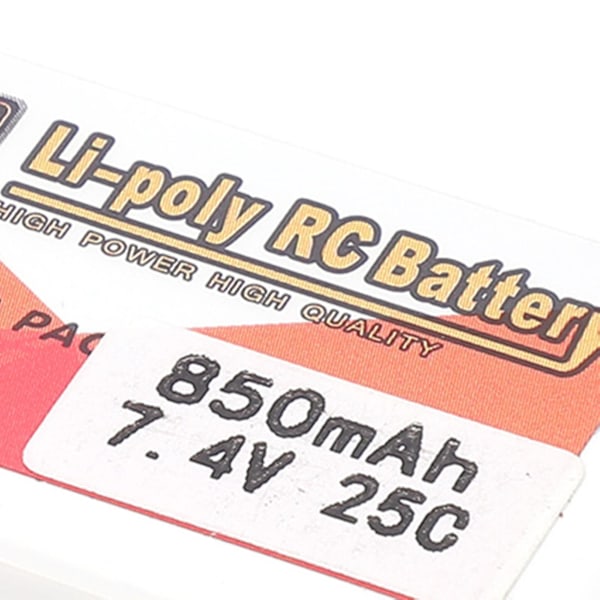 Li-poly RC Battery
HIGH POWER HIGH QUALITY
850mAh
7.4V 25C